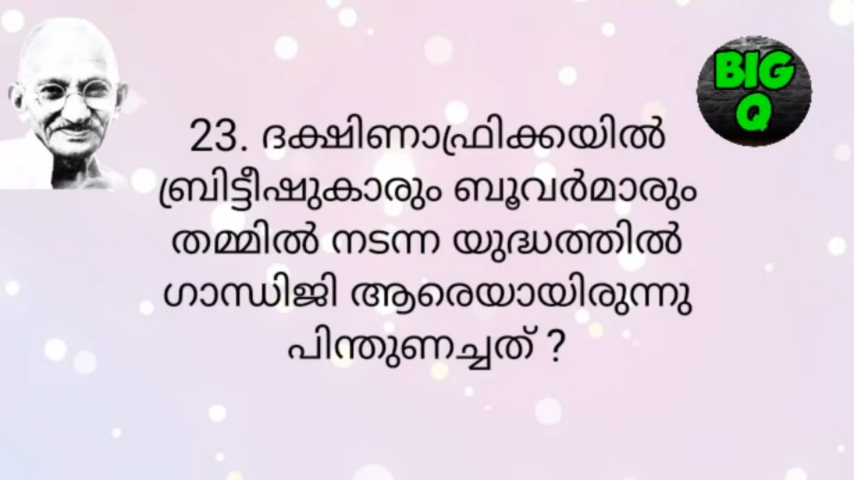 BIG
Q
23. ദക്ഷിണാഫ്രിക്കയിൽ
ബ്രിട്ടീഷുകാരും ബൂവർമാരും
തമ്മിൽ നടന്ന യുദ്ധത്തിൽ
ഗാന്ധിജി ആരെയായിരുന്നു
പിന്തുണച്ചത് ?